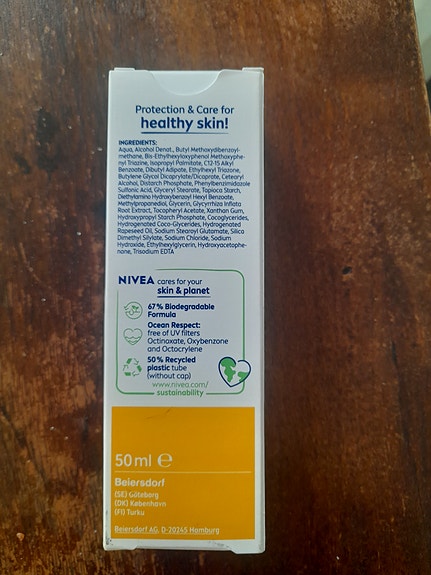 Protection & Care for
healthy skin!
INGREDIENTS:
Aqua, Alcohol Denat., Butyl Methoxydibenzoyl-
methane, Bis-Ethylhexyloxyphenol Methoxyphe-
nyl Triazine, Isopropyl Palmitate, C12-15 Alkyl
Benzoate, Dibutyl Adipate, Ethylhexyl Triazone,
Butylene Glycol Dicaprylate/Dicaprate, Cetearyl
Alcohol, Distarch Phosphate, Phenylbenzimidazole
Sulfonic Acid, Glyceryl Stearate, Tapioca Starch,
Diethylamino Hydroxybenzoyl Hexyl Benzoate,
Methylpropanediol, Glycerin, Glycyrrhiza Inflata
Root Extract, Tocopheryl Acetate, Xanthan Gum,
Hydroxypropyl Starch Phosphate, Cocoglycerides,
Hydrogenated Coco-Glycerides, Hydrogenated
Rapeseed Oil, Sodium Stearoyl Glutamate, Silica
Dimethyl Silylate, Sodium Chloride, Sodium
Hydroxide, Ethylhexylglycerin, Hydroxyacetophe-
none, Trisodium EDTA
NIVEA cares for your
skin & planet
67% Biodegradable
Formula
Ocean Respect:
free of UV filters
Octinoxate, Oxybenzone
and Octocrylene
50% Recycled
plastic tube
(without cap)
www.nivea.com/
sustainability
50ml e
Beiersdorf
(SE) Göteborg
(DK) København
(FI) Turku
Beiersdorf AG, D-20245 Hamburg